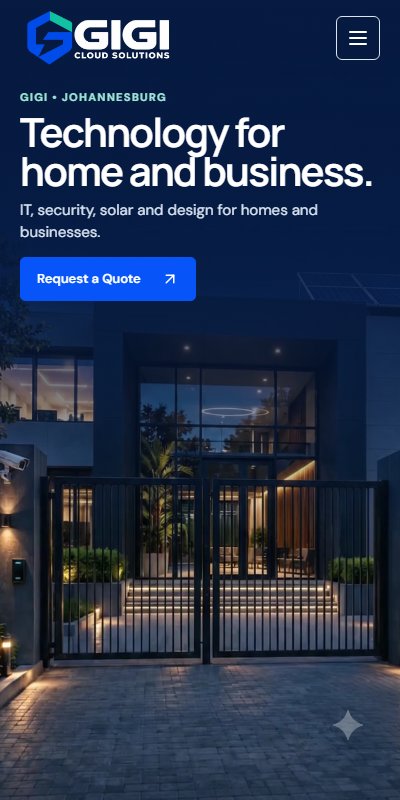 GIGI
CLOUD SOLUTIONS
GIGI • JOHANNESBURG
Technology for
home and business.
IT, security, solar and design for homes and
businesses.
Request a Quote